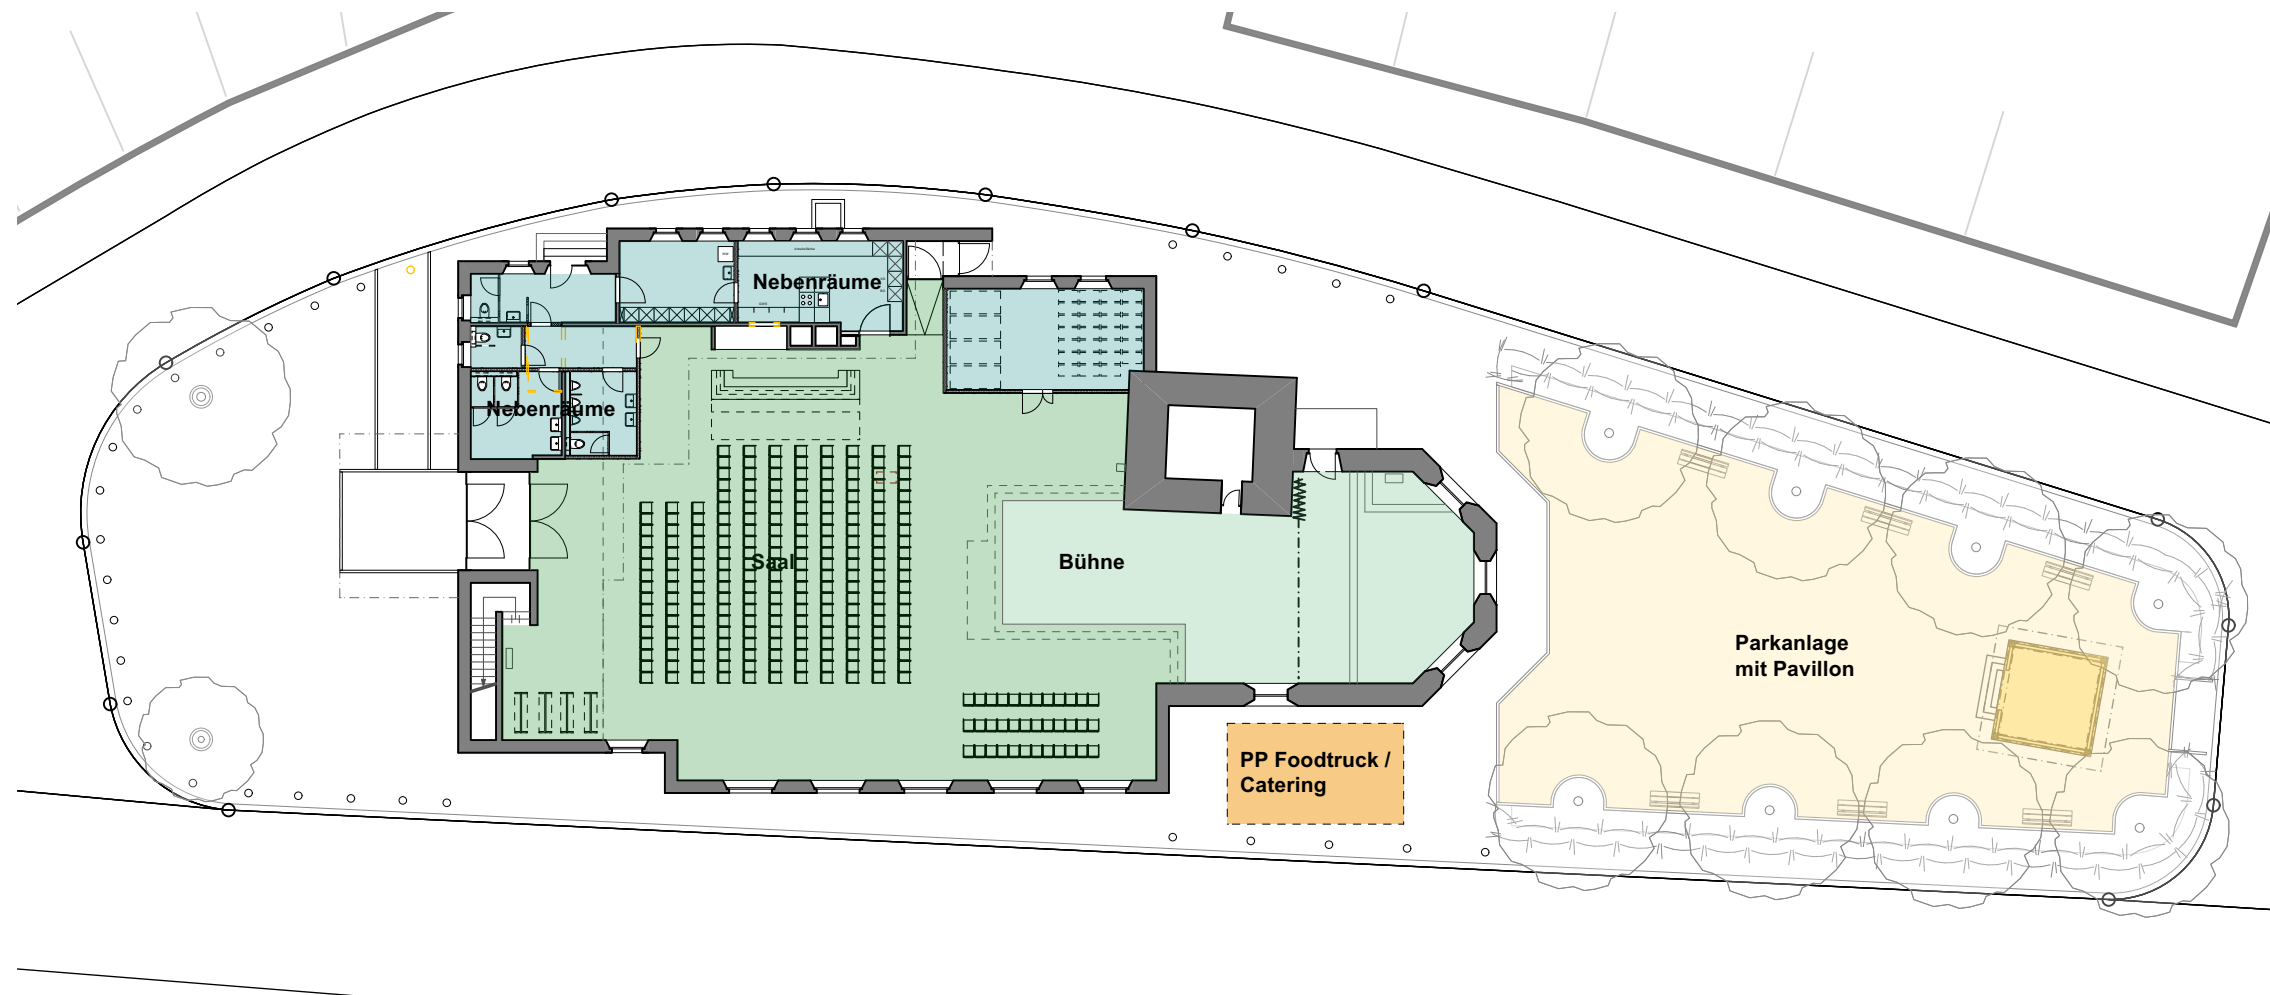 Nebenräume
Nebenräume
Saal
Bühne
Parkanlage
mit Pavillon
PP Foodtruck /
Catering